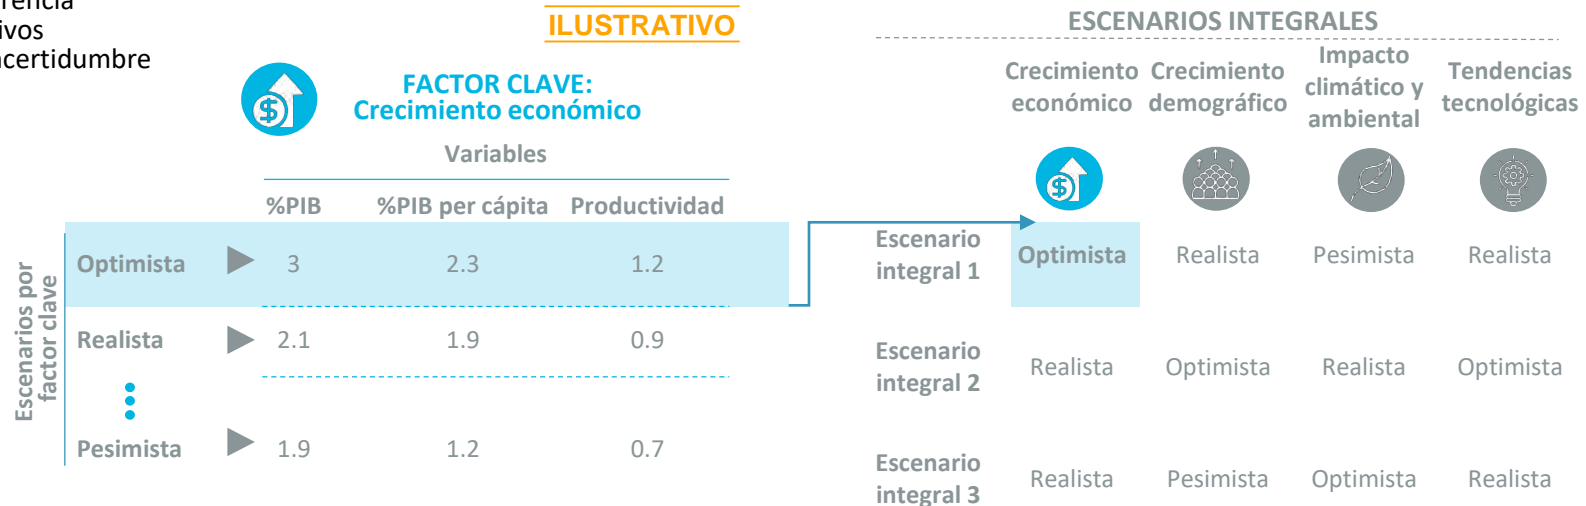 ILUSTRATIVO
FACTOR CLAVE:
Crecimiento económico
Variables
%PIB %PIB per cápita Productividad
Escenarios por
factor clave
Optimista 3 2.3 1.2
Realista 2.1 1.9 0.9
Pesimista 1.9 1.2 0.7
ESCENARIOS INTEGRALES
Crecimiento
económico
Crecimiento
demográfico
Impacto
climático y
ambiental
Tendencias
tecnológicas
Escenario
integral 1
Optimista Realista Pesimista Realista
Escenario
integral 2
Realista Optimista Realista Optimista
Escenario
integral 3
Realista Pesimista Optimista Realista